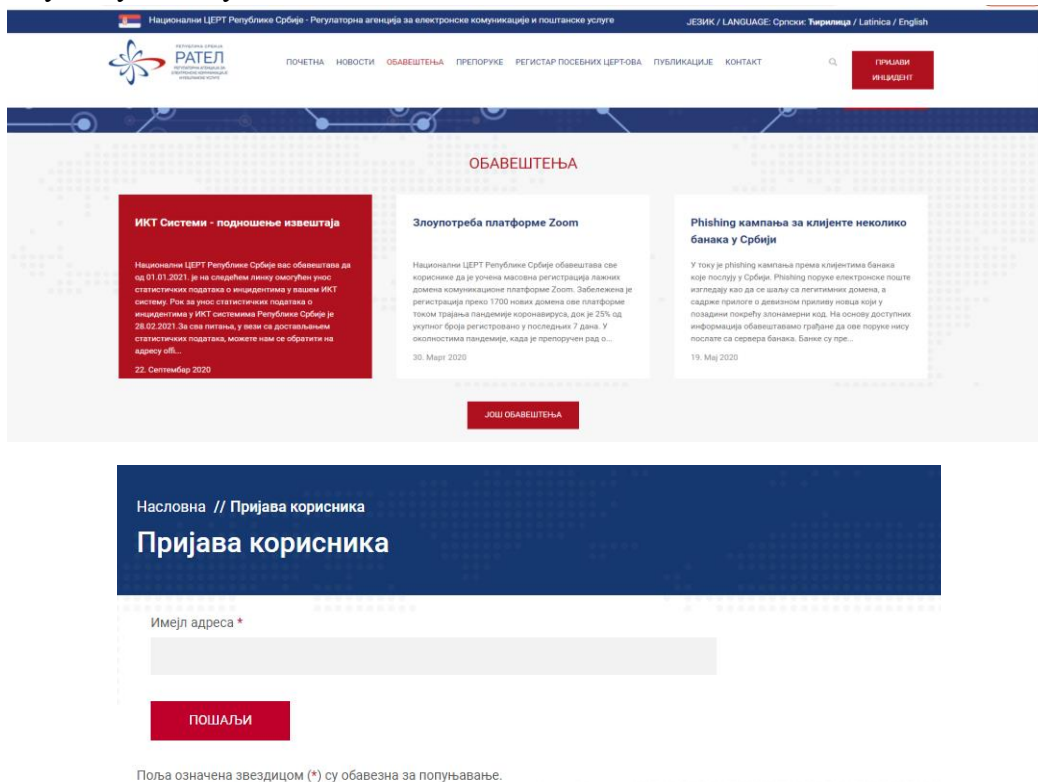 Национални ЦЕРТ Републике Србије - Регулаторна агенција за електронске комуникације и поштанске услуге
ЈЕЗИК / LANGUAGE: Српски: Ћирилица / Latinica / English
РЕПУБЛИКА СРБИЈА
РАТЕЛ
РЕГУЛАТОРНА АГЕНЦИЈА ЗА
ЕЛЕКТРОНСКЕ КОМУНИКАЦИЈЕ
И ПОШТАНСКЕ УСЛУГЕ
ПОЧЕТНА НОВОСТИ ОБАВЕШТЕЊА ПРЕПОРУКЕ РЕГИСТАР ПОСЕБНИХ ЦЕРТ-ОВА ПУБЛИКАЦИЈЕ КОНТАКТ
ПРИЈАВИ
ИНЦИДЕНТ
ОБАВЕШТЕЊА
ИКТ Системи - подношење извештаја
Национални ЦЕРТ Републике Србије вас обавештава да
од 01.01.2021. је на следећем линку омогућен унос
статистичких података о инцидентима у вашем ИКТ
систему. Рок за унос статистичких података о
инцидентима у ИКТ системима Републике Србије је
28.02.2021.За сва питања, у вези са достављањем
статистичких података, можете нам се обратити на
адресу offi...
22. Септембар 2020
Злоупотреба платформе Zoom
Национални ЦЕРТ Републике Србије обавештава све
кориснике да је уочена масовна регистрација лажних
домена комуникационе платформе Zoom. Забележена је
регистрација преко 1700 нових домена ове платформе
током трајања пандемије коронавируса, док је 25% од
укупног броја регистровано у последњих 7 дана. У
околностима пандемије, када је препоручен рад о...
30. Март 2020
Phishing кампања за клијенте неколико
банака у Србији
У току је phishing кампања према клијентима банака
које послују у Србији. Phishing поруке електронске поште
изгледају као да се шаљу са легитимних домена, а
садрже прилоге о девизном приливу новца који у
позадини покрећу злонамерни код. На основу доступних
информација обавештавамо грађане да ове поруке нису
послате са сервера банака. Банке су пре...
19. Мај 2020
ЈОШ ОБАВЕШТЕЊА
Насловна // Пријава корисника
Пријава корисника
Имејл адреса *
ПОШАЉИ
Поља означена звездицом (*) су обавезна за попуњавање.